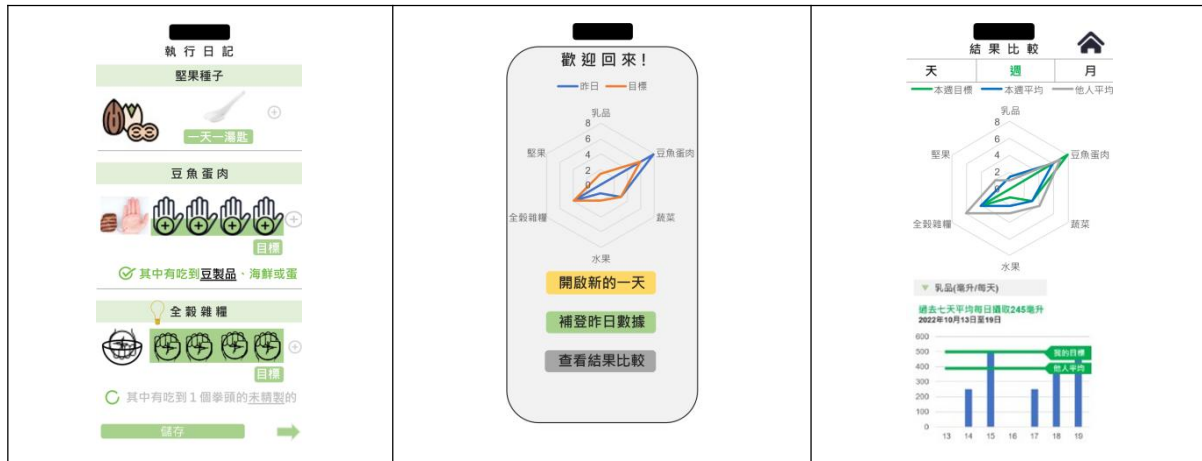 執行日記
堅果種子
一天一湯匙
豆魚蛋肉
目標
其中有吃到豆製品、海鮮或蛋
全穀雜糧
目標
其中有吃到1個拳頭的未精製的
儲存
歡迎回來!
昨日 目標
乳品
豆魚蛋肉
蔬菜
水果
全穀雜糧
堅果
8
6
4
2
0
開啟新的一天
補登昨日數據
查看結果比較
結果比較
天 週 月
本週目標 本週平均 他人平均
乳品
豆魚蛋肉
蔬菜
水果
全穀雜糧
堅果
8
6
4
2
0
乳品(毫升/每天)
過去七天平均每日攝取245毫升
2022年10月13日至19日
600
500
400
300
200
100
0
我的目標
他人平均
13 14 15 16 17 18 19